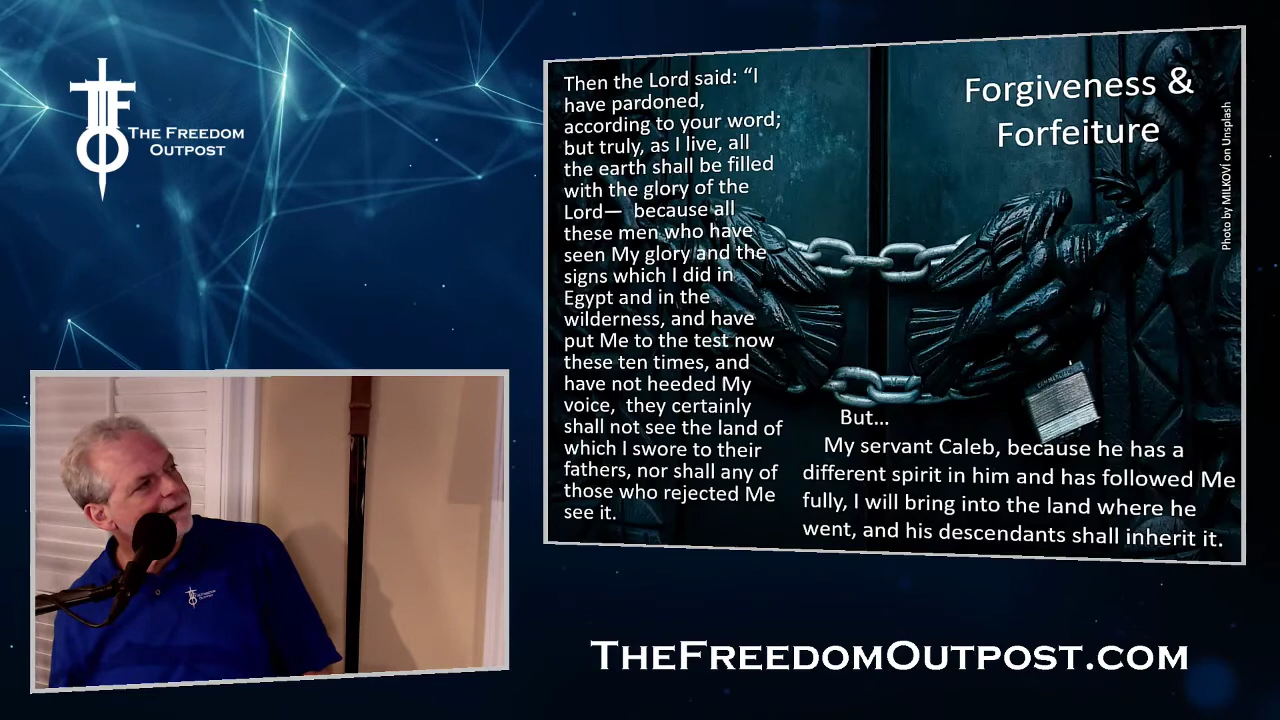 THE FREEDOM
OUTPOST
Then the Lord said: “I
have pardoned,
according to your word;
but truly, as I live, all
the earth shall be filled
with the glory of the
Lord— because all
these men who have
seen My glory and the
signs which I did in
Egypt and in the
wilderness, and have
put Me to the test now
these ten times, and
have not heeded My
voice, they certainly
shall not see the land of
which I swore to their
fathers, nor shall any of
those who rejected Me
see it.
Forgiveness &
Forfeiture
Photo by MILKOVÍ on Unsplash
But...
My servant Caleb, because he has a
different spirit in him and has followed Me
fully, I will bring into the land where he
went, and his descendants shall inherit it.
THE FREEDOM
OUTPOST
THEFREEDOMOUTPOST.COM